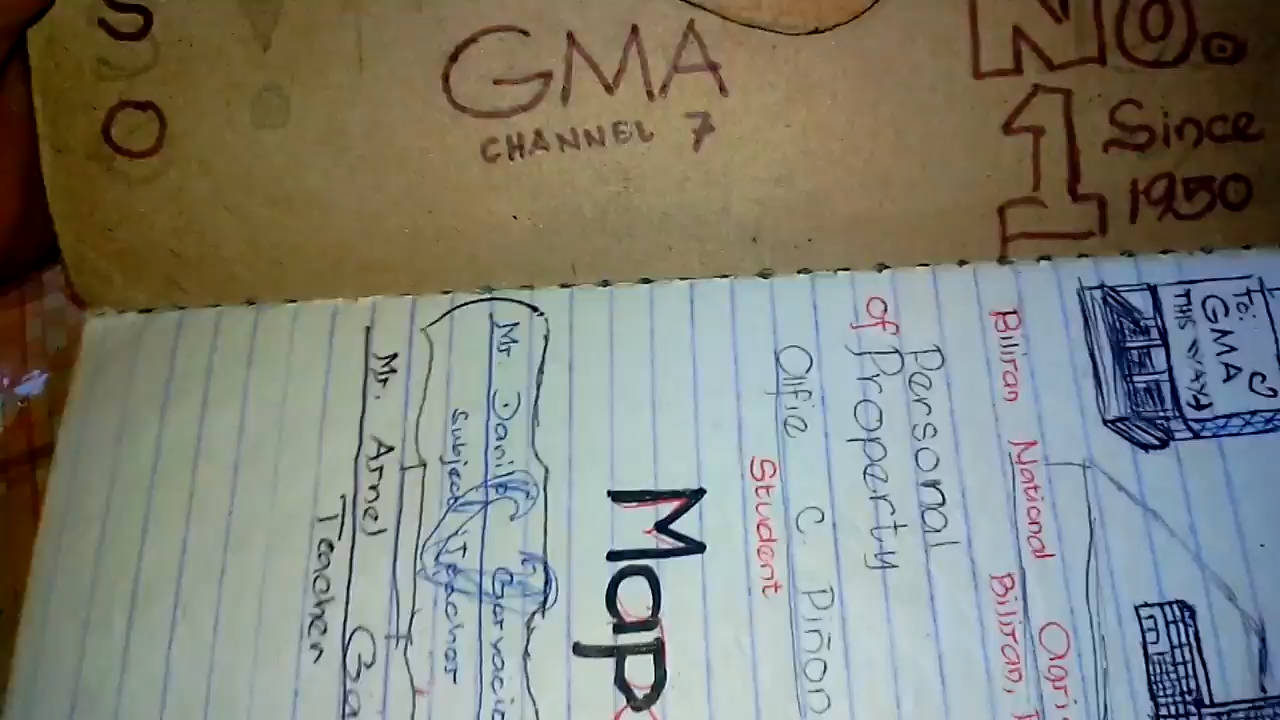 S
O
GMA
CHANNEL 7
No.
1
Since
1950
To:
GMA
THIS WAY
Biliran National Agri
Biliran,
Personal
of Property
Alfie C. Piñon
Student
Map
Mr. Danilo
Subject Teacher
Mr. Arnel
Teacher